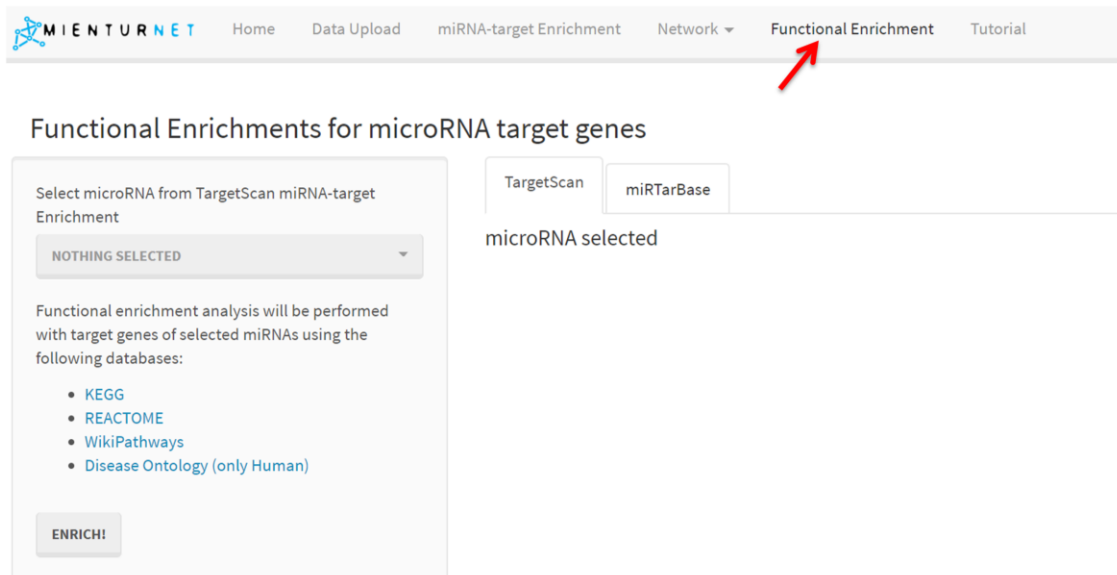 MIENTURNET Home Data Upload miRNA-target Enrichment Network Functional Enrichment Tutorial
Functional Enrichments for microRNA target genes
Select microRNA from TargetScan miRNA-target
Enrichment
NOTHING SELECTED
Functional enrichment analysis will be performed
with target genes of selected miRNAs using the
following databases:
• KEGG
• REACTOME
• WikiPathways
• Disease Ontology (only Human)
ENRICH!
TargetScan miRTarBase
microRNA selected